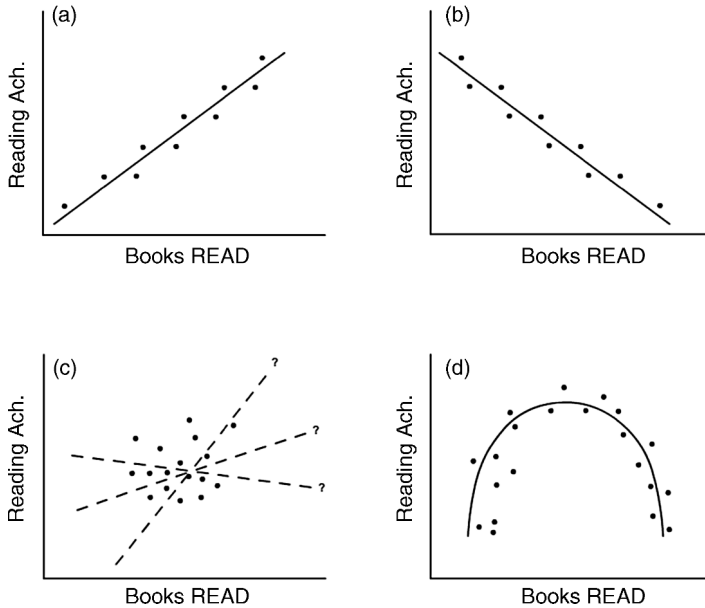 (a)
Reading Ach.
Books READ
(b)
Reading Ach.
Books READ
(c)
Reading Ach.
?
?
?
Books READ
(d)
Reading Ach.
Books READ